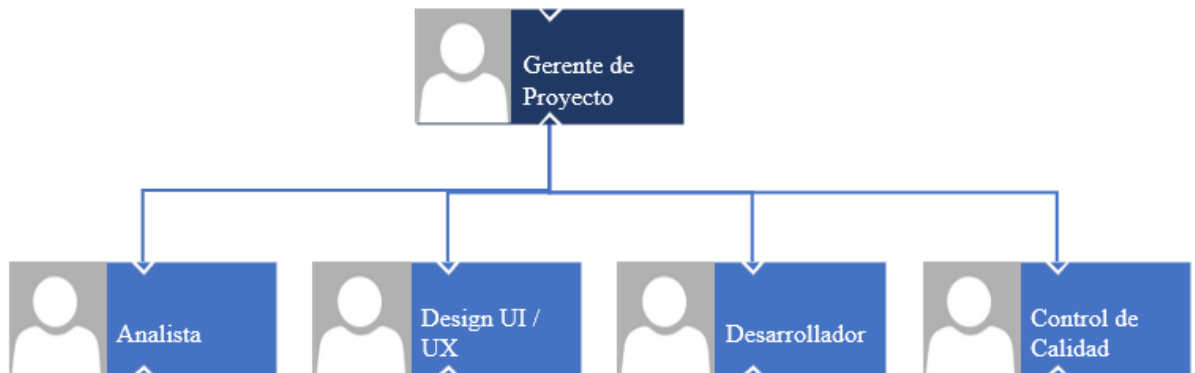 Gerente de
Proyecto
Analista
Design UI /
UX
Desarrollador
Control de
Calidad